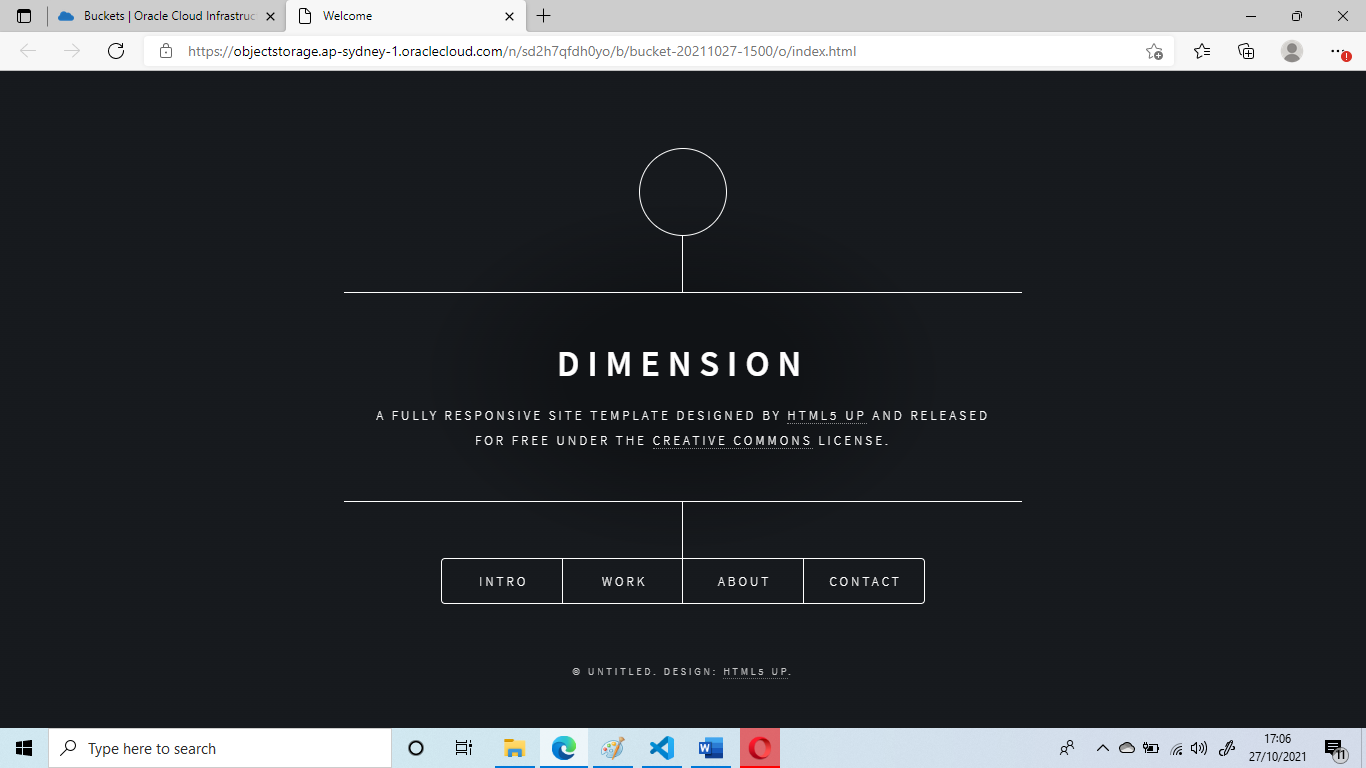 Buckets | Oracle Cloud Infrastruc
Welcome
https://objectstorage.ap-sydney-1.oraclecloud.com/n/sd2h7qfdh0yo/b/bucket-20211027-1500/o/index.html
DIMENSION
A FULLY RESPONSIVE SITE TEMPLATE DESIGNED BY HTML5 UP AND RELEASED
FOR FREE UNDER THE CREATIVE COMMONS LICENSE.
INTRO WORK ABOUT CONTACT
© UNTITLED. DESIGN: HTML5 UP.
Type here to search
17:06
27/10/2021
11